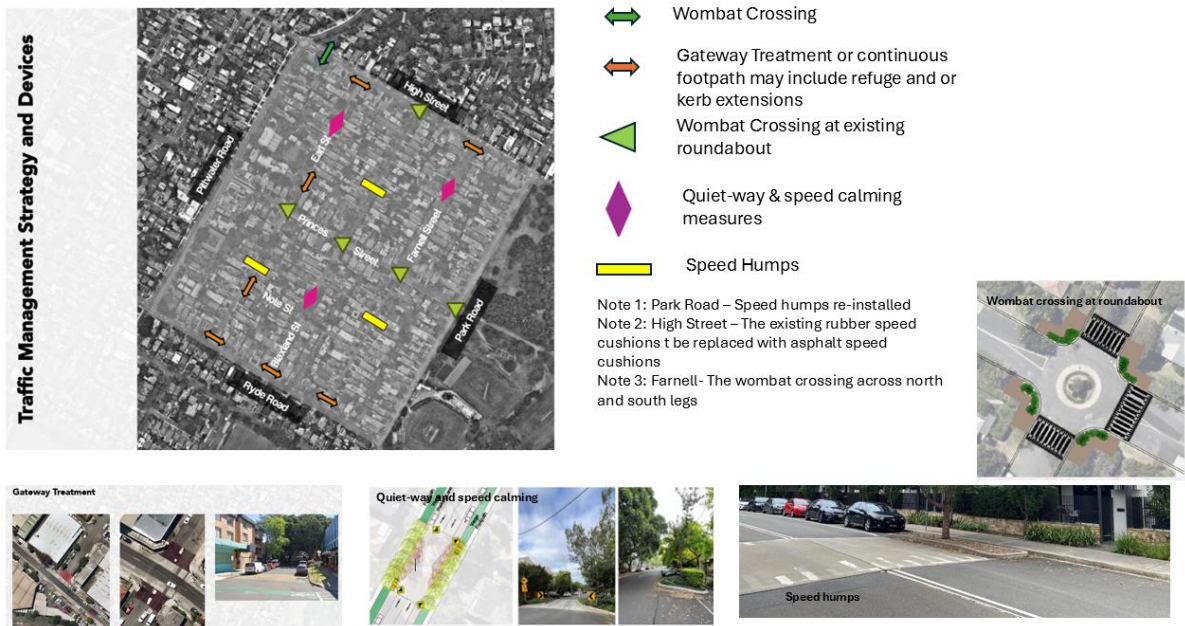 Traffic Management Strategy and Devices
Pittwater Road
High Street
Earl St
Princes
Street
Farnell Street
Note St
Bloxland St
Park Road
Ryde Road
Wombat Crossing
Gateway Treatment or continuous
footpath may include refuge and or
kerb extensions
Wombat Crossing at existing
roundabout
Quiet-way & speed calming
measures
Speed Humps
Note 1: Park Road – Speed humps re-installed
Note 2: High Street – The existing rubber speed
cushions t be replaced with asphalt speed
cushions
Note 3: Farnell- The wombat crossing across north
and south legs
Wombat crossing at roundabout
Gateway Treatment
Quiet-way and speed calming
Speed humps